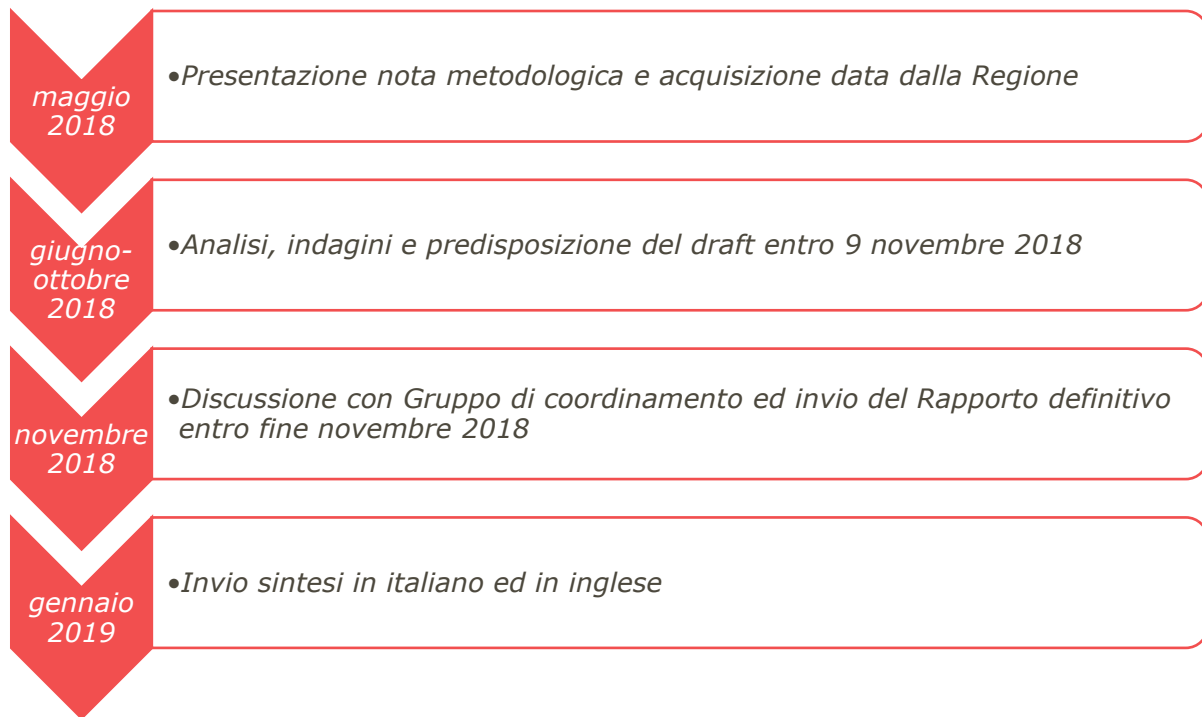 maggio
2018
•Presentazione nota metodologica e acquisizione data dalla Regione
giugno-
ottobre
2018
•Analisi, indagini e predisposizione del draft entro 9 novembre 2018
novembre
2018
•Discussione con Gruppo di coordinamento ed invio del Rapporto definitivo
entro fine novembre 2018
gennaio
2019
•Invio sintesi in italiano ed in inglese